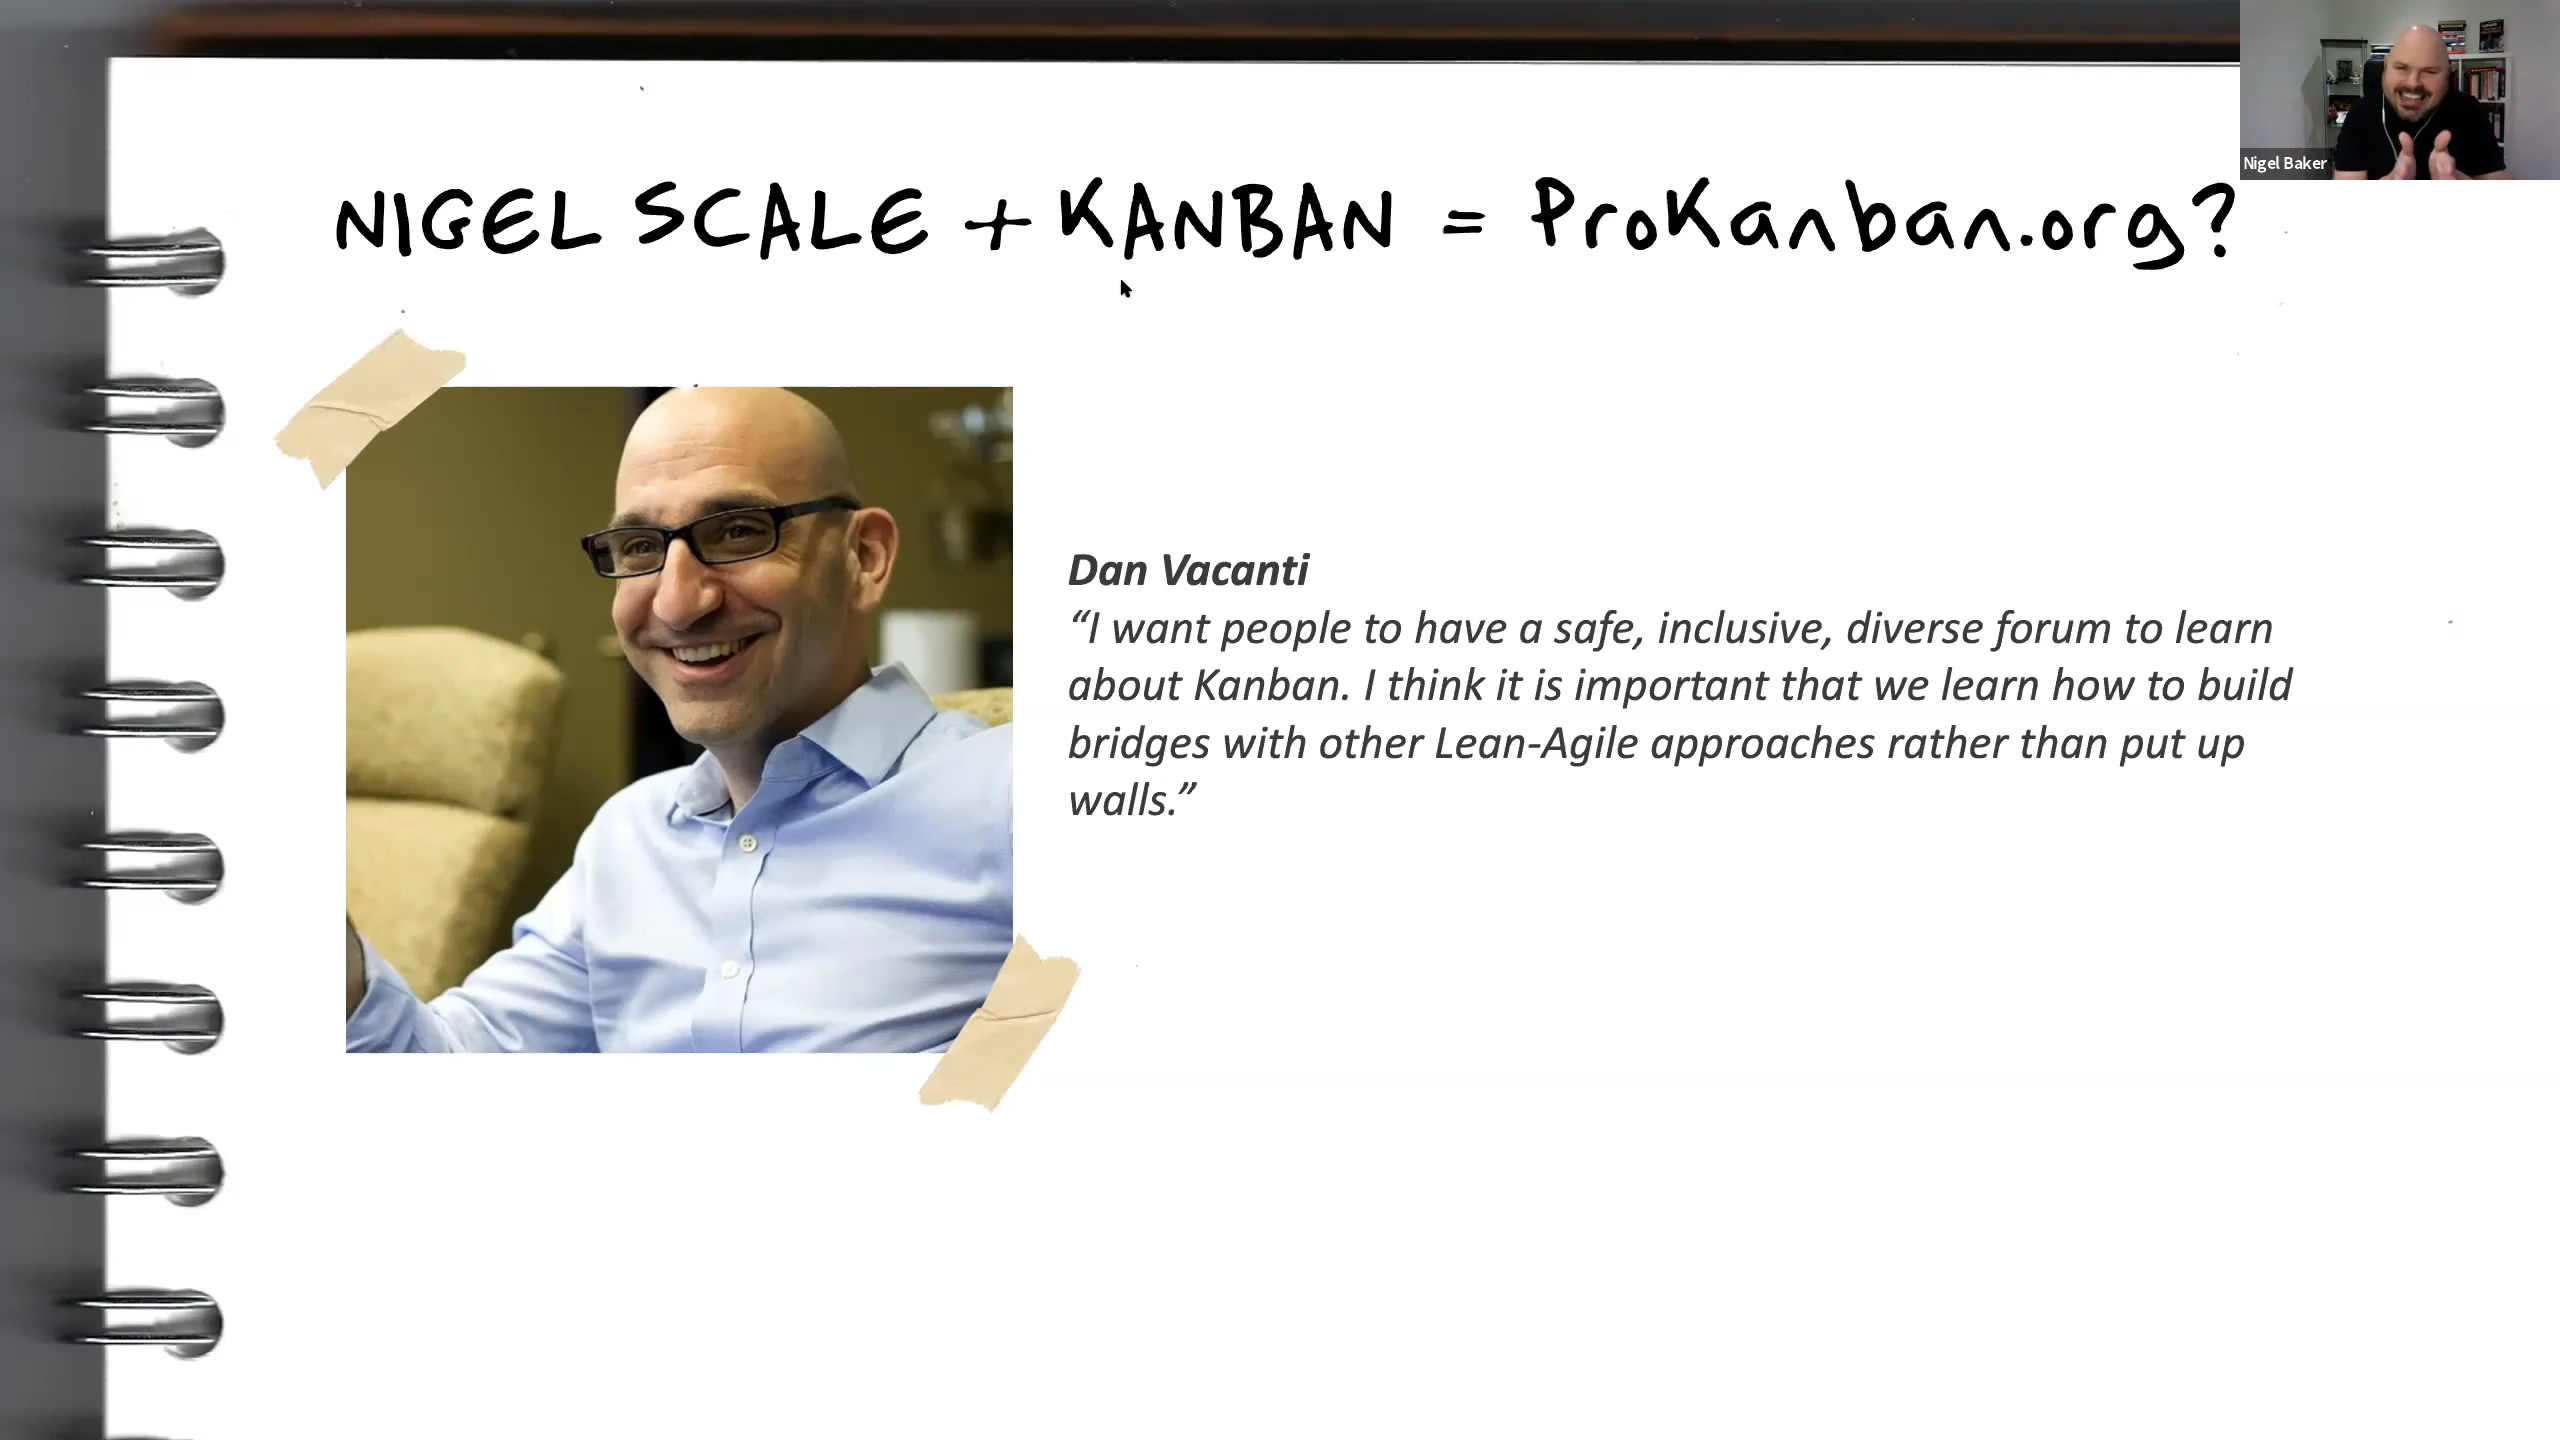 NIGEL SCALE + KANBAN = ProKanban.org?
Nigel Baker
Dan Vacanti
“I want people to have a safe, inclusive, diverse forum to learn
about Kanban. I think it is important that we learn how to build
bridges with other Lean-Agile approaches rather than put up
walls.”